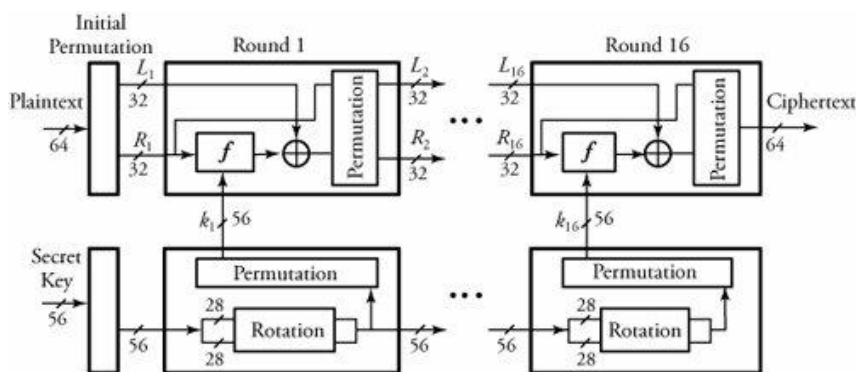 Initial
Permutation
Round 1
Round 16
Plaintext
64
L1
32
R1
32
f
Permutation
L2
32
R2
32
•••
L16
32
R16
32
f
Permutation
Ciphertext
64
k1
56
k16
56
Secret
Key
56
56
Permutation
28
Rotation
28
56
•••
56
Permutation
28
Rotation
28